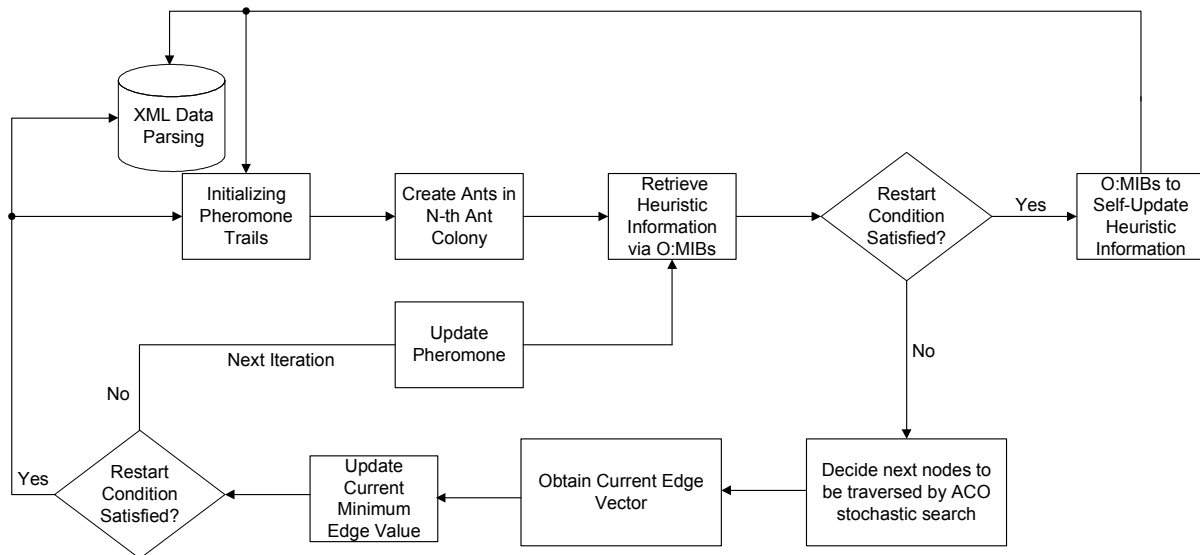 XML Data
Parsing
Initializing
Pheromone
Trails
Create Ants in
N-th Ant
Colony
Retrieve
Heuristic
Information
via O:MIBs
Restart
Condition
Satisfied?
Yes
O:MIBs to
Self-Update
Heuristic
Information
No
Update
Pheromone
Next Iteration
No
Yes
Restart
Condition
Satisfied?
Update
Current
Minimum
Edge Value
Obtain Current Edge
Vector
Decide next nodes to
be traversed by ACO
stochastic search